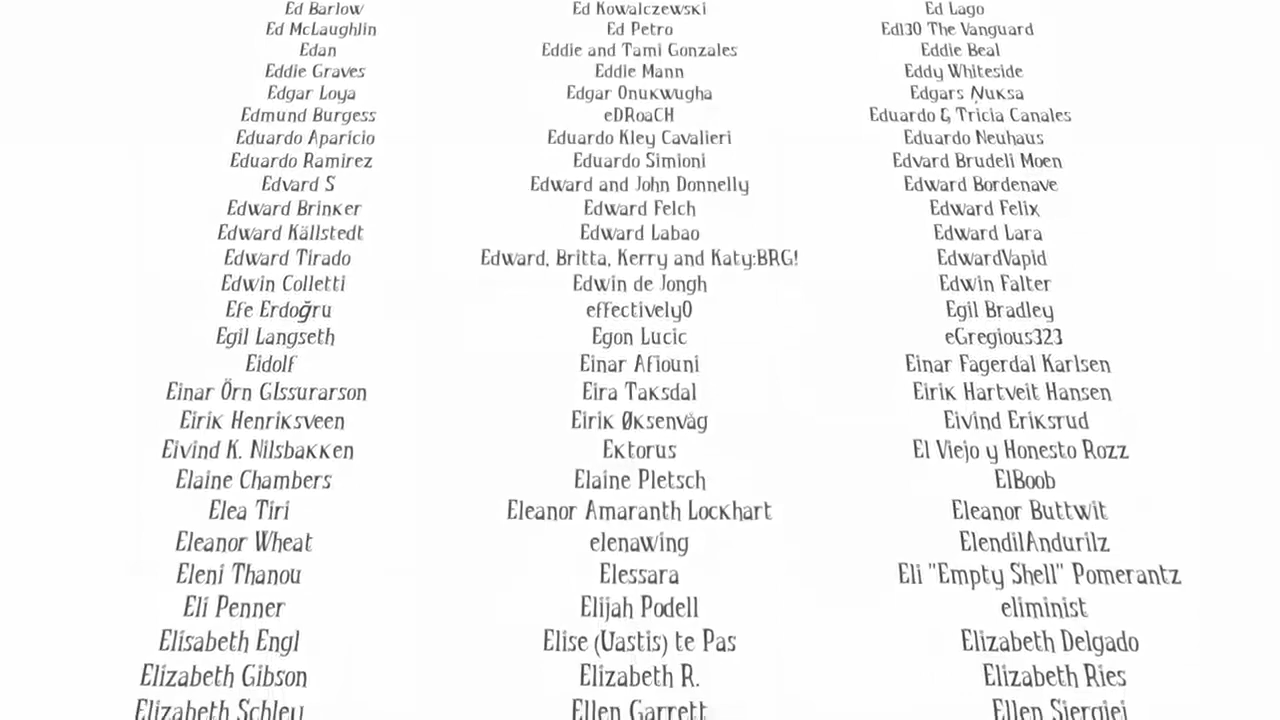 Ed Barlow Ed Kowalczewski Ed Lago
Ed McLaughlin Ed Petro Ed130 The Vanguard
Edan Eddie and Tami Gonzales Eddie Beal
Eddie Graves Eddie Mann Eddy Whiteside
Edgar Loya Edgar Onukwugha Edgars Ņuksa
Edmund Burgess eDRoaCH Eduardo & Tricia Canales
Eduardo Aparicio Eduardo Kley Cavalieri Eduardo Neuhaus
Eduardo Ramirez Eduardo Simioni Edvard Brudeli Moen
Edvard S Edward and John Donnelly Edward Bordenave
Edward Brinker Edward Felch Edward Felix
Edward Källstedt Edward Labao Edward Lara
Edward Tirado Edward, Britta, Kerry and Katy:BRG! EdwardVapid
Edwin Colletti Edwin de Jongh Edwin Falter
Efe Erdoğru effectively0 Egil Bradley
Egil Langseth Egon Lucic eGregious323
Eidolf Einar Afiouni Einar Fagerdal Karlsen
Einar Örn GIssurarson Eira Taksdal Eirik Hartveit Hansen
Eirik Henriksveen Eirik Øksenvåg Eivind Eriksrud
Eivind K. Nilsbakken Ektorus El Viejo y Honesto Rozz
Elaine Chambers Elaine Pletsch ElBoob
Elea Tiri Eleanor Amaranth Lockhart Eleanor Buttwit
Eleanor Wheat elenawing ElendilAndurilz
Eleni Thanou Elessara Eli "Empty Shell" Pomerantz
Eli Penner Elijah Podell eliminist
Elisabeth Engl Elise (Uastis) te Pas Elizabeth Delgado
Elizabeth Gibson Elizabeth R. Elizabeth Ries
Elizabeth Schley Ellen Garrett Ellen Siergiej